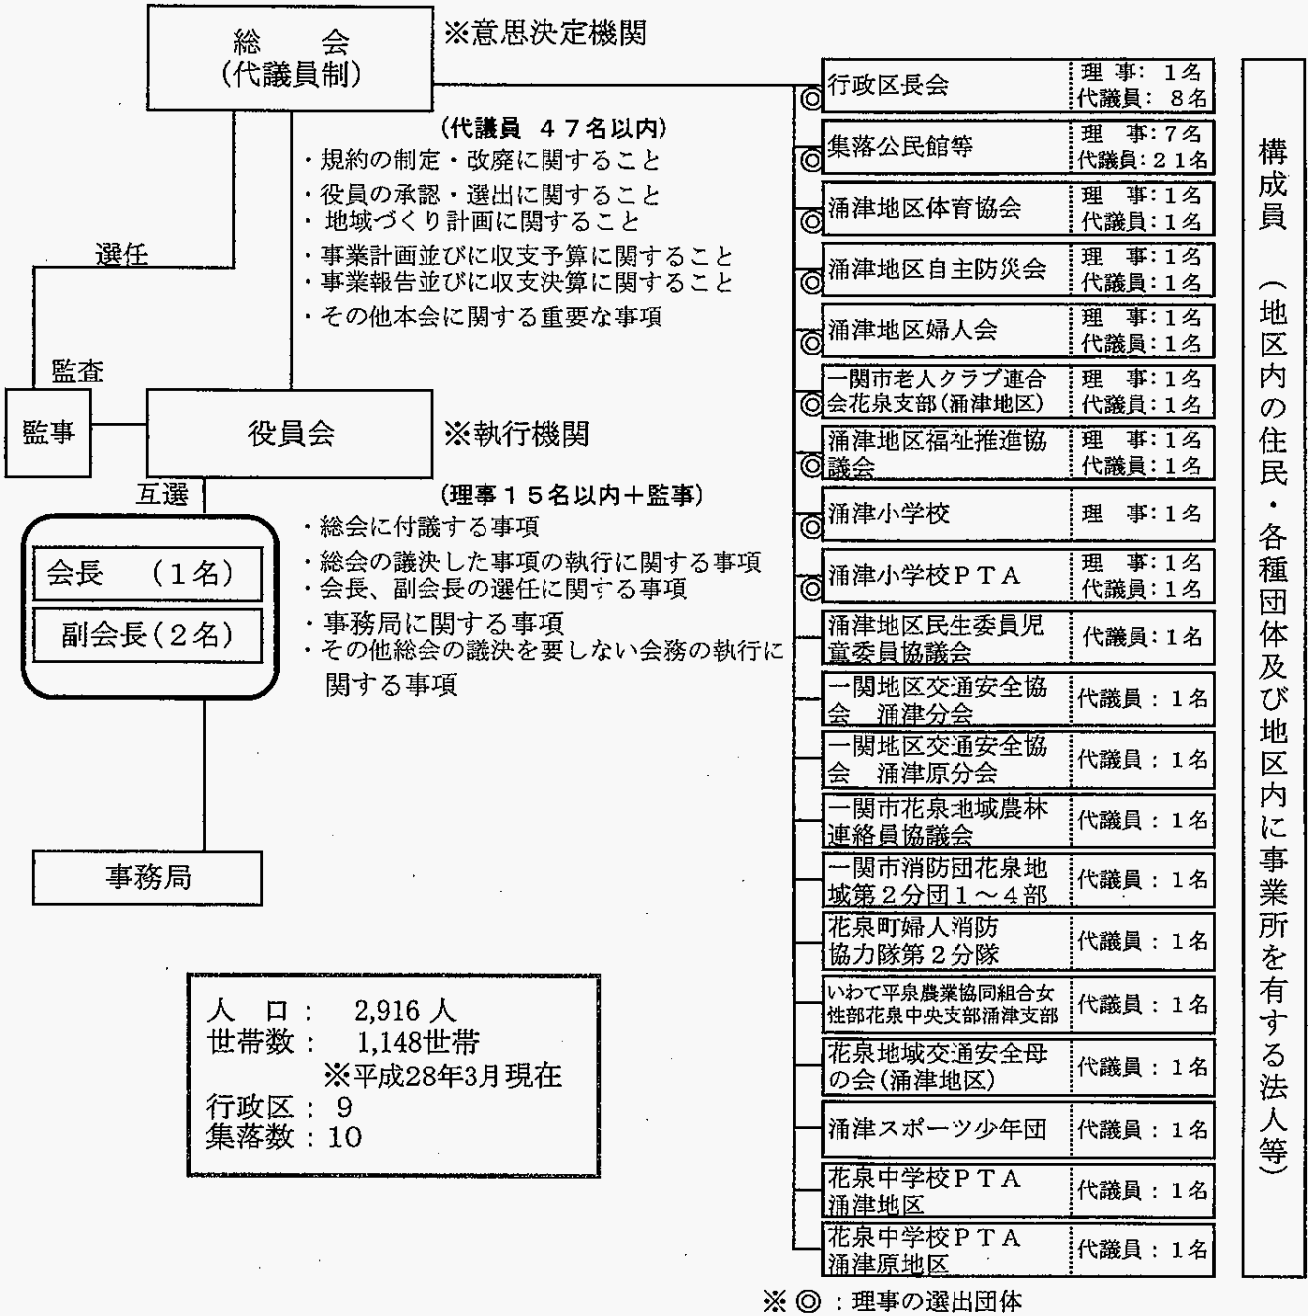 総　会
(代議員制)
※意思決定機関
(代議員　４７名以内)
・規約の制定・改廃に関すること
・役員の承認・選出に関すること
・地域づくり計画に関すること
・事業計画並びに収支予算に関すること
・事業報告並びに収支決算に関すること
・その他本会に関する重要な事項
選任
監査
監事
役員会
※執行機関
互選
(理事１５名以内＋監事)
・総会に付議する事項
・総会の議決した事項の執行に関する事項
・会長、副会長の選任に関する事項
・事務局に関する事項
・その他総会の議決を要しない会務の執行に
関する事項
会長　(１名)
副会長(２名)
事務局
人　口：　2,916 人
世帯数：　1,148世帯
※平成28年3月現在
行政区：９
集落数：10
◎
行政区長会
理　事：１名
代議員：８名
◎
集落公民館等
理　事：７名
代議員：２１名
◎
涌津地区体育協会
理　事：１名
代議員：１名
◎
涌津地区自主防災会
理　事：１名
代議員：１名
◎
涌津地区婦人会
理　事：１名
代議員：１名
◎
一関市老人クラブ連合
会花泉支部(涌津地区)
理　事：１名
代議員：１名
◎
涌津地区福祉推進協
議会
理　事：１名
代議員：１名
◎
涌津小学校
理　事：１名
◎
涌津小学校ＰＴＡ
理　事：１名
代議員：１名
涌津地区民生委員児
童委員協議会
代議員：１名
一関地区交通安全協
会　涌津分会
代議員：１名
一関地区交通安全協
会　涌津原分会
代議員：１名
一関市花泉地域農林
連絡員協議会
代議員：１名
一関市消防団花泉地
域第２分団１～４部
代議員：１名
花泉町婦人消防
協力隊第２分隊
代議員：１名
いわて平泉農業協同組合女
性部花泉中央支部涌津支部
代議員：１名
花泉地域交通安全母
の会(涌津地区)
代議員：１名
涌津スポーツ少年団
代議員：１名
花泉中学校ＰＴＡ
涌津地区
代議員：１名
花泉中学校ＰＴＡ
涌津原地区
代議員：１名
※◎：理事の選出団体
構成員　(地区内の住民・各種団体及び地区内に事業所を有する法人等)